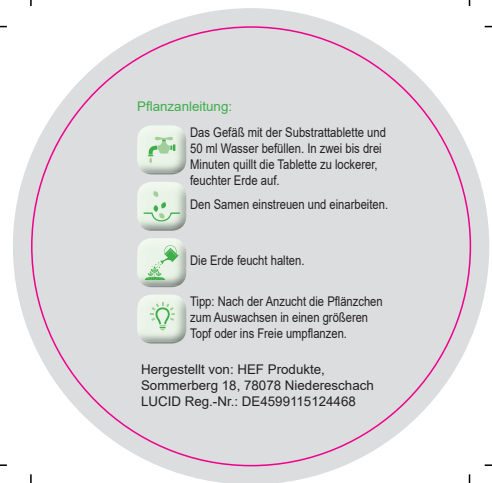 Pflanzanleitung:
Das Gefäß mit der Substrattablette und
50 ml Wasser befüllen. In zwei bis drei
Minuten quillt die Tablette zu lockerer,
feuchter Erde auf.
Den Samen einstreuen und einarbeiten.
Die Erde feucht halten.
Tipp: Nach der Anzucht die Pflänzchen
zum Auswachsen in einen größeren
Topf oder ins Freie umpflanzen.
Hergestellt von: HEF Produkte,
Sommerberg 18, 78078 Niedereschach
LUCID Reg.-Nr.: DE4599115124468